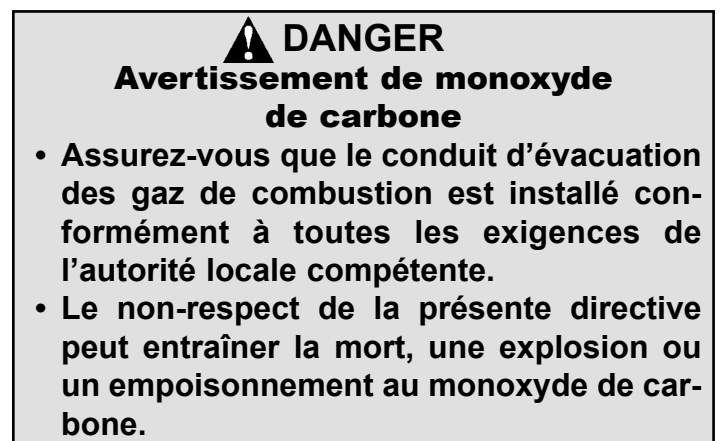 DANGER
Avertissement de monoxyde
de carbone
• Assurez-vous que le conduit d'évacuation
des gaz de combustion est installé con-
formément à toutes les exigences de
l'autorité locale compétente.
• Le non-respect de la présente directive
peut entraîner la mort, une explosion ou
un empoisonnement au monoxyde de car-
bone.